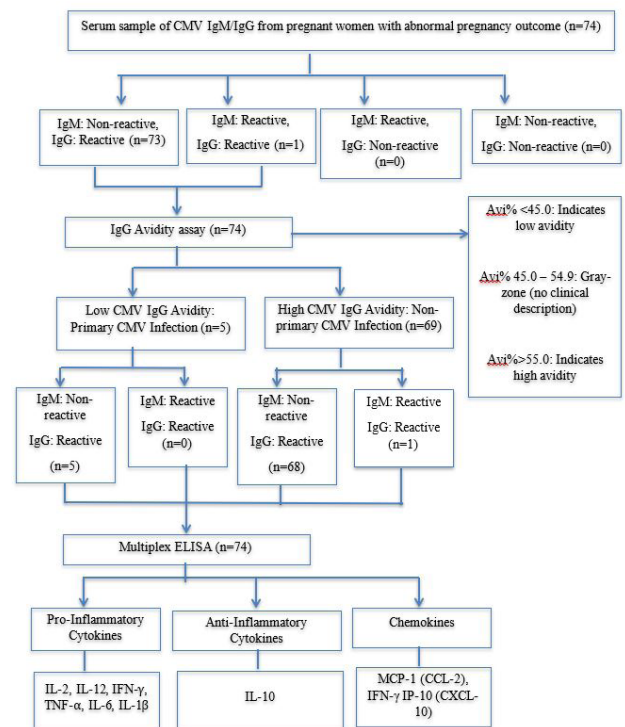 Serum sample of CMV IgM/IgG from pregnant women with abnormal pregnancy outcome (n=74)
IgM: Non-reactive,
IgG: Reactive (n=73)
IgM: Reactive,
IgG: Reactive (n=1)
IgM: Reactive,
IgG: Non-reactive
(n=0)
IgM: Non-reactive,
IgG: Non-reactive (n=0)
IgG Avidity assay (n=74)
Avi% <45.0: Indicates
low avidity
Avi% 45.0 – 54.9: Gray-
zone (no clinical
description)
Avi%>55.0: Indicates
high avidity
Low CMV IgG Avidity:
Primary CMV Infection (n=5)
High CMV IgG Avidity: Non-
primary CMV Infection (n=69)
IgM: Non-
reactive
IgG: Reactive
(n=5)
IgM: Reactive
IgG: Reactive
(n=0)
IgM: Non-
reactive
IgG: Reactive
(n=68)
IgM: Reactive
IgG: Reactive
(n=1)
Multiplex ELISA (n=74)
Pro-Inflammatory
Cytokines
Anti-Inflammatory
Cytokines
Chemokines
IL-2, IL-12, IFN-γ,
TNF-α, IL-6, IL-1β
IL-10
MCP-1 (CCL-2),
IFN-γ IP-10 (CXCL-
10)